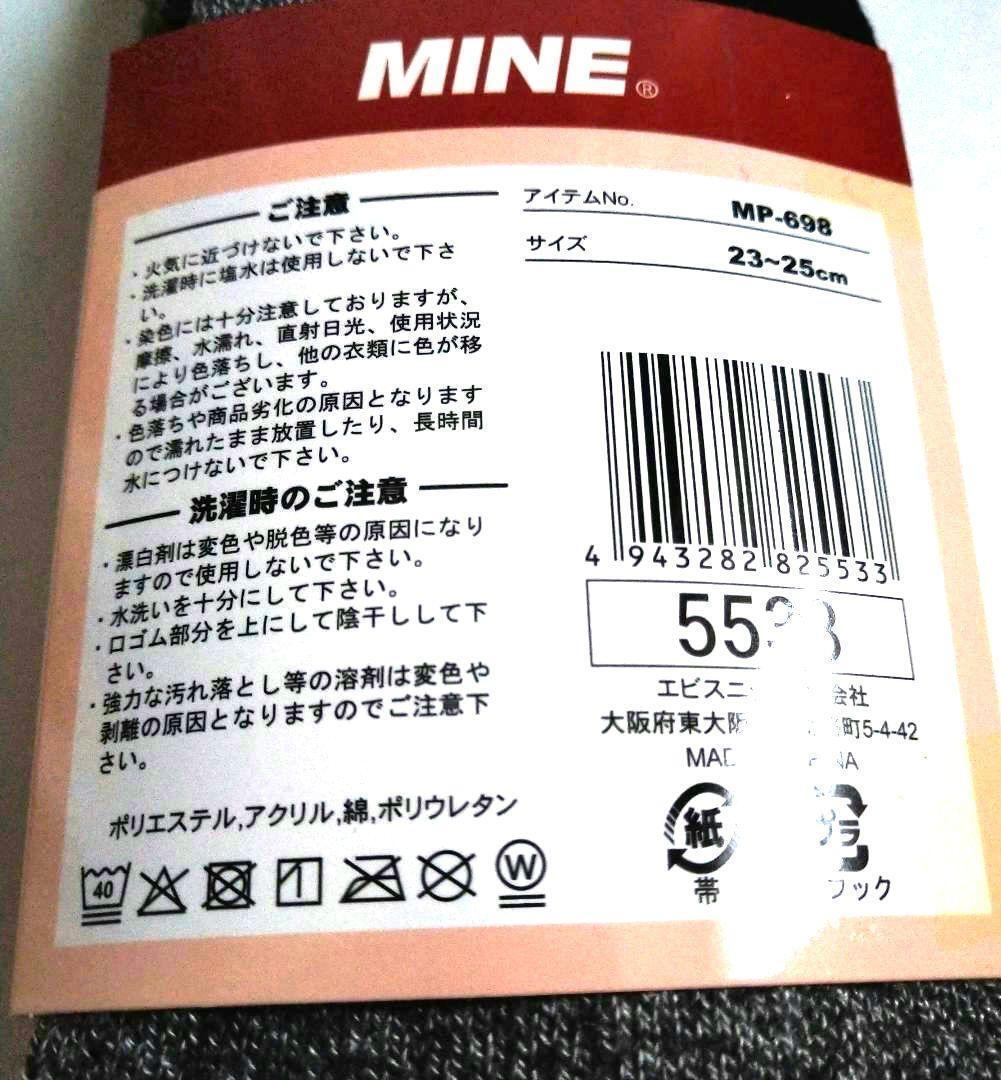 MINE®
ご注意
・火気に近づけないで下さい。
・洗濯時に塩水は使用しないで下さ
い。
・染色には十分注意しておりますが、
摩擦、水濡れ、直射日光、使用状況
により色落ちし、他の衣類に色が移
る場合がございます。
・色落ちや商品劣化の原因となります
ので濡れたまま放置したり、長時間
水につけないで下さい。
洗濯時のご注意
・漂白剤は変色や脱色等の原因になり
ますので使用しないで下さい。
・水洗いを十分にして下さい。
・口ゴム部分を上にして陰干しして下
さい。
・強力な汚れ落とし等の溶剤は変色や
剥離の原因となりますのでご注意下
さい。
ポリエステル,アクリル,綿,ポリウレタン
40
W
アイテムNo. MP-698
サイズ 23~25cm
4 943282 825533
5533
エビスニ 会社
大阪府東大阪 町5-4-42
紙
帯
プラ
フック